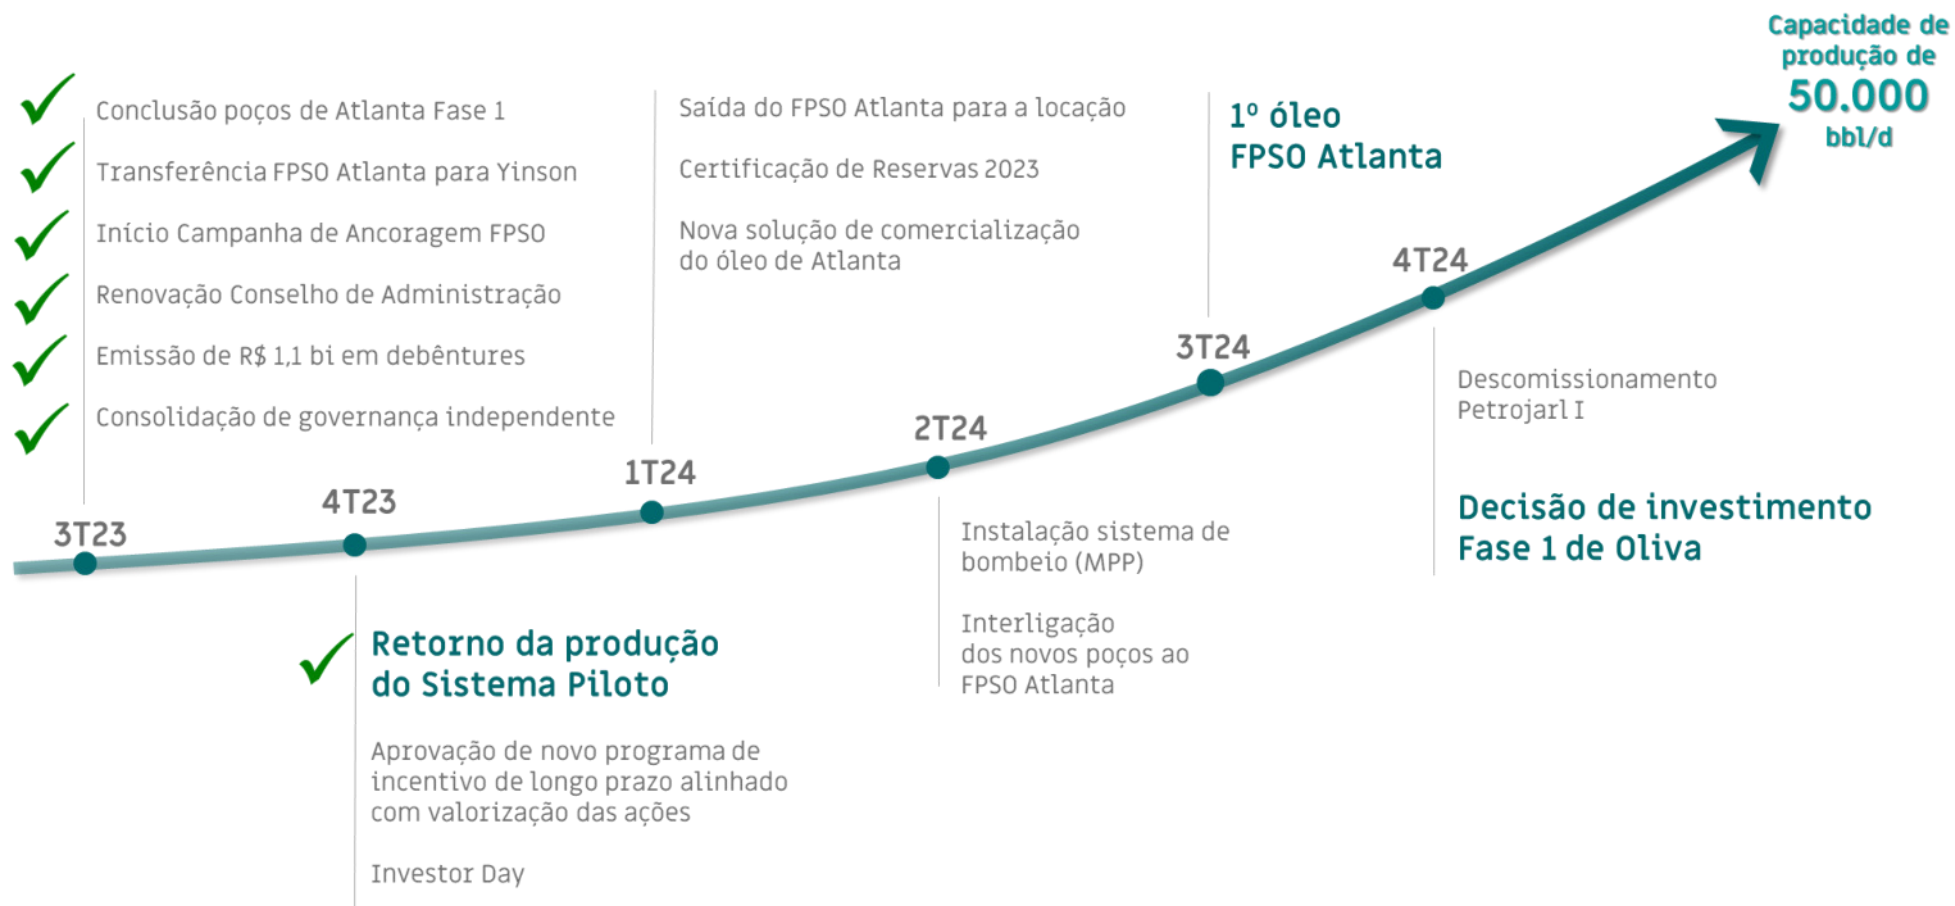 Capacidade de
produção de
50.000
bbl/d
Conclusão poços de Atlanta Fase 1
Transferência FPSO Atlanta para Yinson
Início Campanha de Ancoragem FPSO
Renovação Conselho de Administração
Emissão de R$ 1,1 bi em debêntures
Consolidação de governança independente
3T23
4T23
Retorno da produção
do Sistema Piloto
Aprovação de novo programa de
incentivo de longo prazo alinhado
com valorização das ações
Investor Day
Saída do FPSO Atlanta para a locação
Certificação de Reservas 2023
Nova solução de comercialização
do óleo de Atlanta
1T24
2T24
Instalação sistema de
bombeio (MPP)
Interligação
dos novos poços ao
FPSO Atlanta
1º óleo
FPSO Atlanta
3T24
4T24
Descomissionamento
Petrojarl I
Decisão de investimento
Fase 1 de Oliva